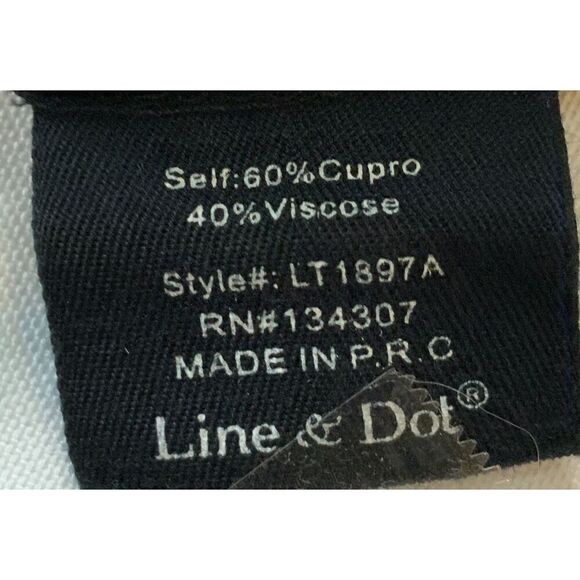 Self:60%Cupro
40%Viscose
Style#: LT1897A
RN#134307
MADE IN P.R.C
Line & Dot®